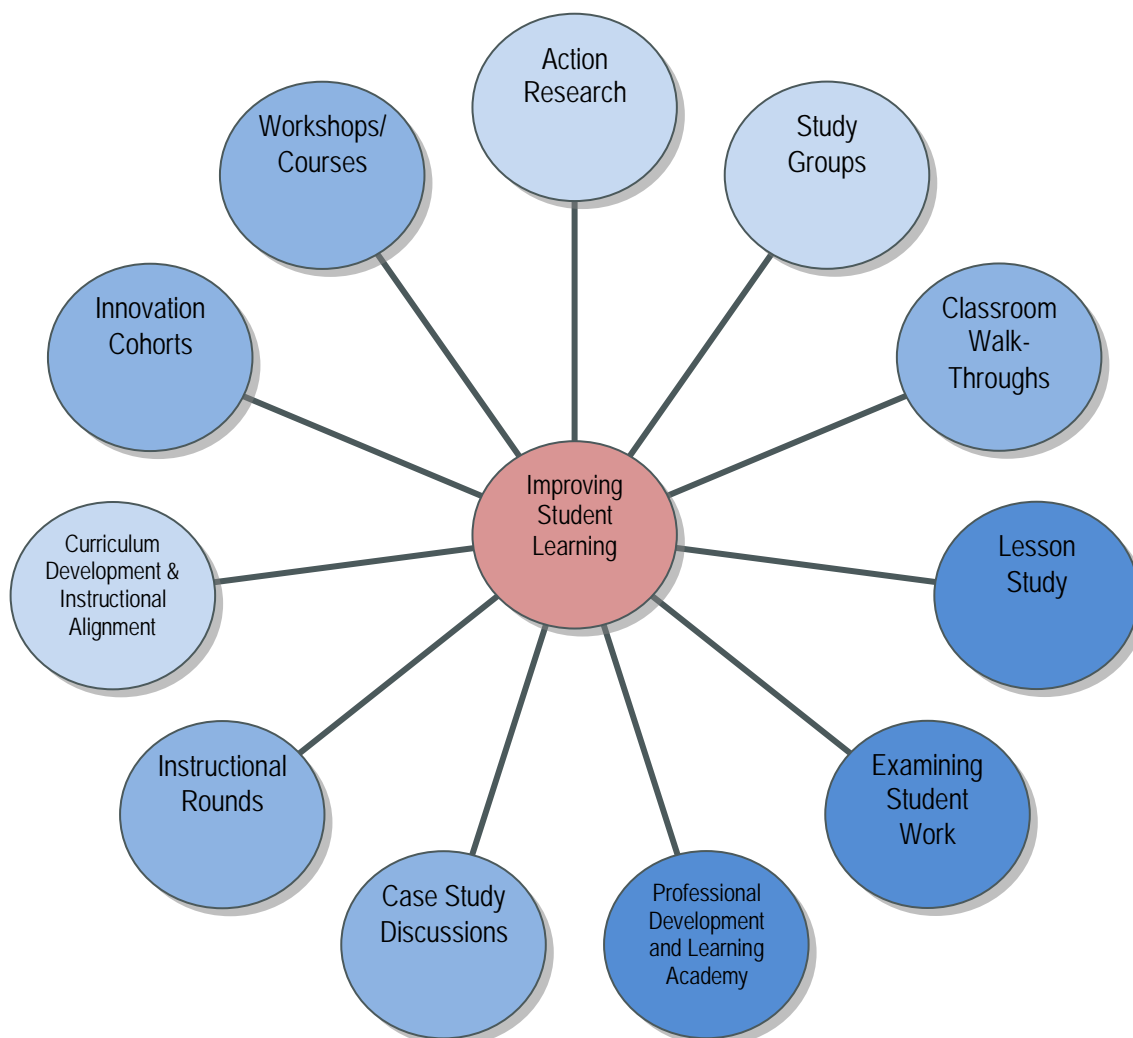 Action
Research
Study
Groups
Classroom
Walk-
Throughs
Lesson
Study
Examining
Student
Work
Professional
Development
and Learning
Academy
Case Study
Discussions
Instructional
Rounds
Curriculum
Development &
Instructional
Alignment
Innovation
Cohorts
Workshops/
Courses
Improving
Student
Learning